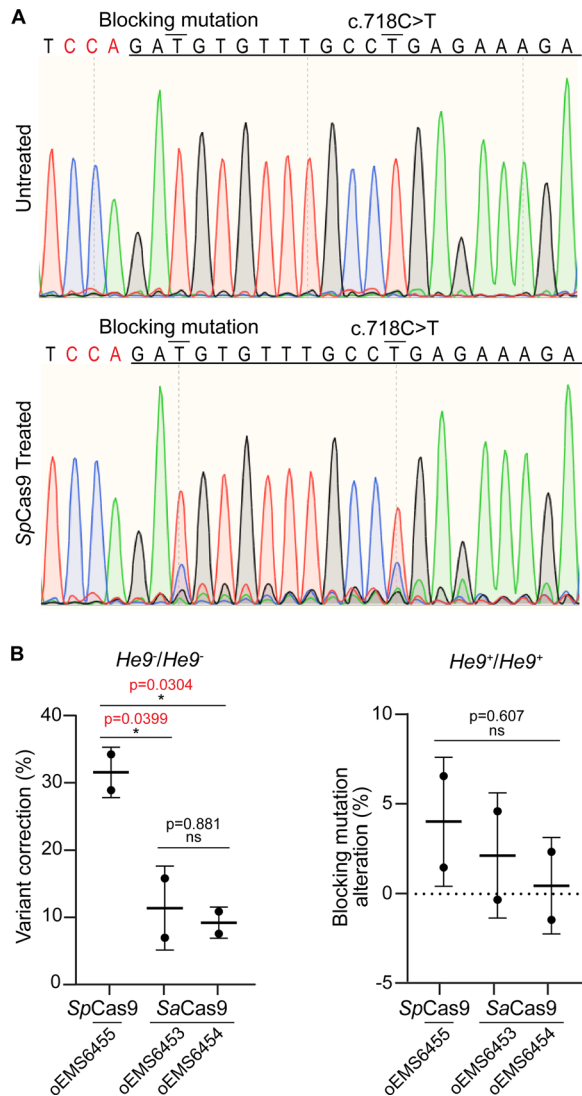 A
Blocking mutation c.718C>T
T C C A G A T G T G T T T G C C T G A G A A A G A
Untreated
Blocking mutation c.718C>T
T C C A G A T G T G T T T G C C T G A G A A A G A
SpCas9 Treated
B
He9⁻/He9⁻
p=0.0304
*
p=0.0399
*
p=0.881
ns
Variant correction (%)
40
30
20
10
0
SpCas9 SaCas9
oEMS6455 oEMS6453 oEMS6454
He9⁺/He9⁺
p=0.607
ns
Blocking mutation
alteration (%)
10
5
0
-5
SpCas9 SaCas9
oEMS6455 oEMS6453 oEMS6454